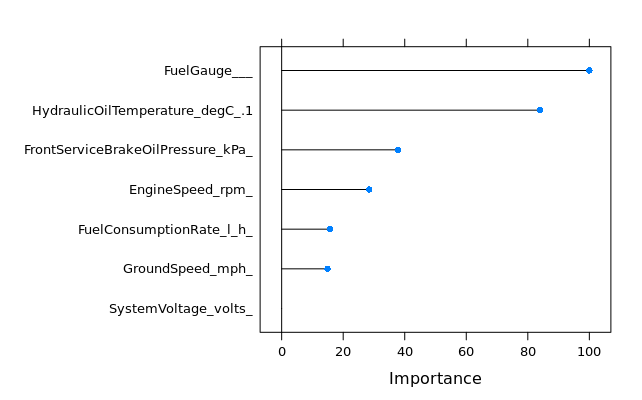 FuelGauge___
HydraulicOilTemperature_degC_.1
FrontServiceBrakeOilPressure_kPa_
EngineSpeed_rpm_
FuelConsumptionRate_l_h_
GroundSpeed_mph_
SystemVoltage_volts_
0 20 40 60 80 100
Importance